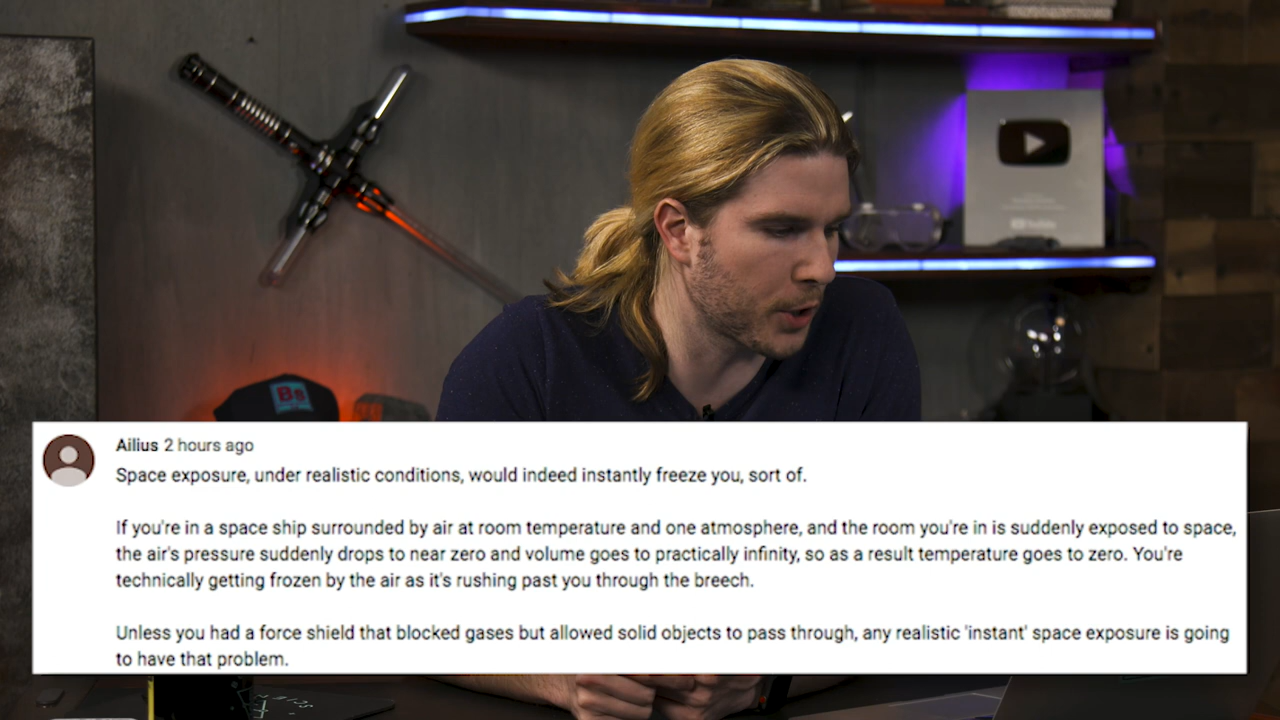 Bs
Ailius 2 hours ago
Space exposure, under realistic conditions, would indeed instantly freeze you, sort of.
If you're in a space ship surrounded by air at room temperature and one atmosphere, and the room you're in is suddenly exposed to space,
the air's pressure suddenly drops to near zero and volume goes to practically infinity, so as a result temperature goes to zero. You're
technically getting frozen by the air as it's rushing past you through the breech.
Unless you had a force shield that blocked gases but allowed solid objects to pass through, any realistic 'instant' space exposure is going
to have that problem.